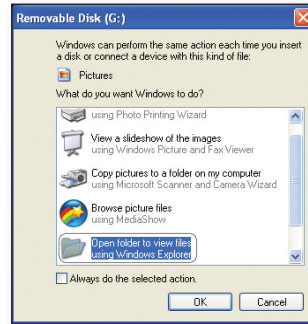 Removable Disk (G:)
Windows can perform the same action each time you insert
a disk or connect a device with this kind of file:
Pictures
What do you want Windows to do?
using Photo Printing Wizard
View a slideshow of the images
using Windows Picture and Fax Viewer
Copy pictures to a folder on my computer
using Microsoft Scanner and Camera Wizard
Browse picture files
using MediaShow
Open folder to view files
using Windows Explorer
Always do the selected action.
OK
Cancel